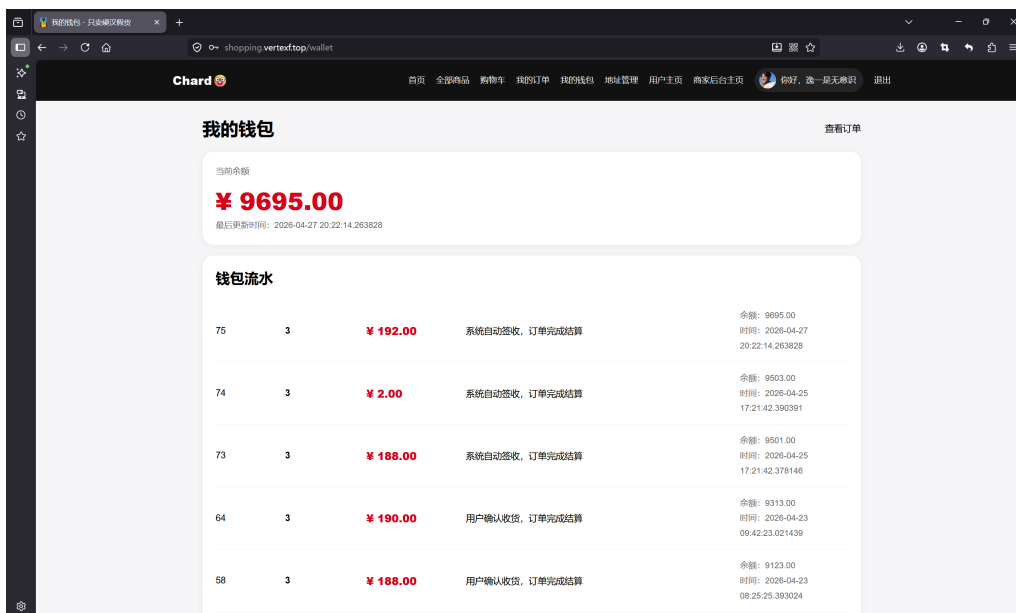 我的钱包 - 只卖硬汉假货
shopping.vertexf.top/wallet
Chard
首页 全部商品 购物车 我的订单 我的钱包 地址管理 用户主页 商家后台主页 你好，逸一是无意识 退出
我的钱包
查看订单
当前余额
¥ 9695.00
最后更新时间：2026-04-27 20:22:14.263828
钱包流水
75 3 ¥ 192.00 系统自动签收，订单完成结算
余额：9695.00
时间：2026-04-27
20:22:14.263828
74 3 ¥ 2.00 系统自动签收，订单完成结算
余额：9503.00
时间：2026-04-25
17:21:42.390391
73 3 ¥ 188.00 系统自动签收，订单完成结算
余额：9501.00
时间：2026-04-25
17:21:42.378146
64 3 ¥ 190.00 用户确认收货，订单完成结算
余额：9313.00
时间：2026-04-23
09:42:23.021439
58 3 ¥ 188.00 用户确认收货，订单完成结算
余额：9123.00
时间：2026-04-23
08:25:25.393024